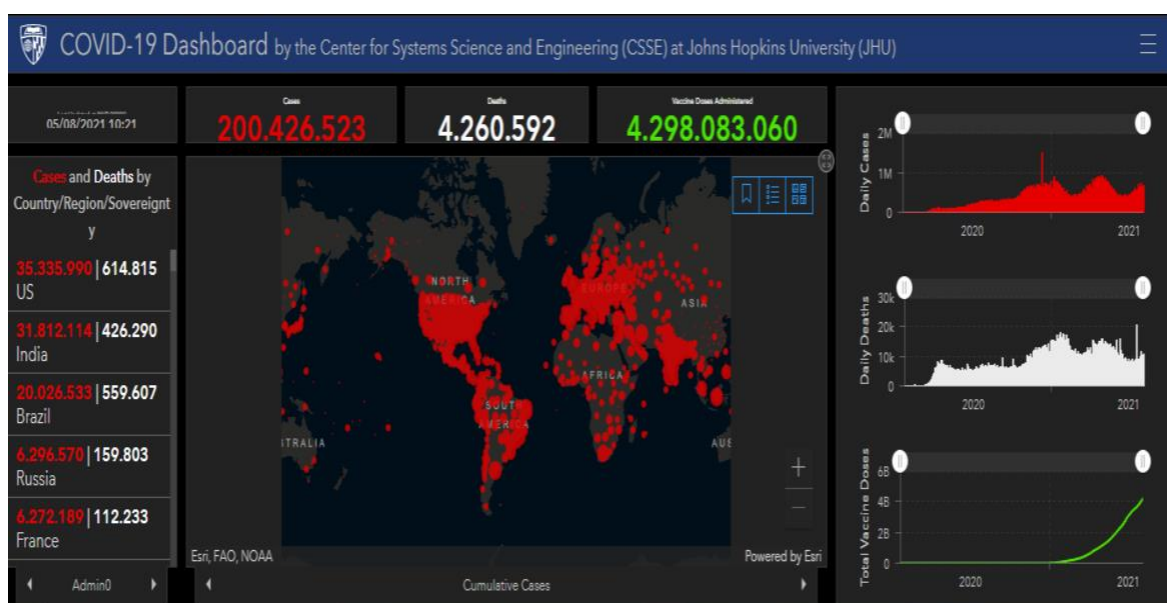 COVID-19 Dashboard by the Center for Systems Science and Engineering (CSSE) at Johns Hopkins University (JHU)
05/08/2021 10:21
Cases
200.426.523
Deaths
4.260.592
Vaccine Doses Administered
4.298.083.060
Cases and Deaths by
Country/Region/Sovereignt
y
35.335.990 | 614.815
US
31.812.114 | 426.290
India
20.026.533 | 559.607
Brazil
6.296.570 | 159.803
Russia
6.272.189 | 112.233
France
Admin0
NORTH
AMERICA
EUROPE
ASIA
AFRICA
SOUTH
AMERICA
TRALIA
AUS
+
−
Esri, FAO, NOAA
Powered by Esri
Cumulative Cases
Daily Cases
2M
1M
0
2020
2021
Daily Deaths
30k
20k
10k
0
2020
2021
Total Vaccine Doses
6B
4B
2B
0
2020
2021